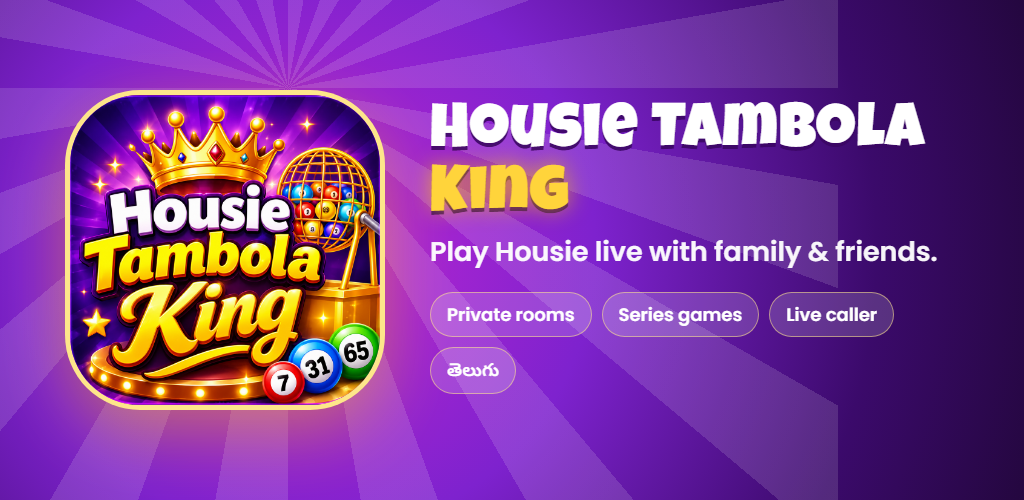 Housie
Tambola
King
7
31
65
Housie Tambola
King
Play Housie live with family & friends.
Private rooms
Series games
Live caller
తెలుగు